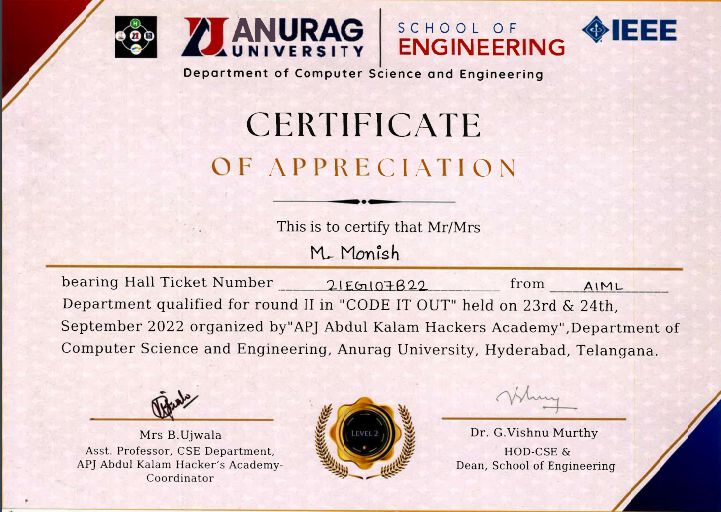 ANURAG
UNIVERSITY
SCHOOL OF
ENGINEERING
IEEE
Department of Computer Science and Engineering
CERTIFICATE
OF APPRECIATION
This is to certify that Mr/Mrs
M. Monish
bearing Hall Ticket Number 21EG107B22 from AIML
Department qualified for round II in "CODE IT OUT" held on 23rd & 24th,
September 2022 organized by"APJ Abdul Kalam Hackers Academy",Department of
Computer Science and Engineering, Anurag University, Hyderabad, Telangana.
Mrs B.Ujwala
Asst. Professor, CSE Department,
APJ Abdul Kalam Hacker's Academy-
Coordinator
LEVEL 2
Dr. G.Vishnu Murthy
HOD-CSE &
Dean, School of Engineering